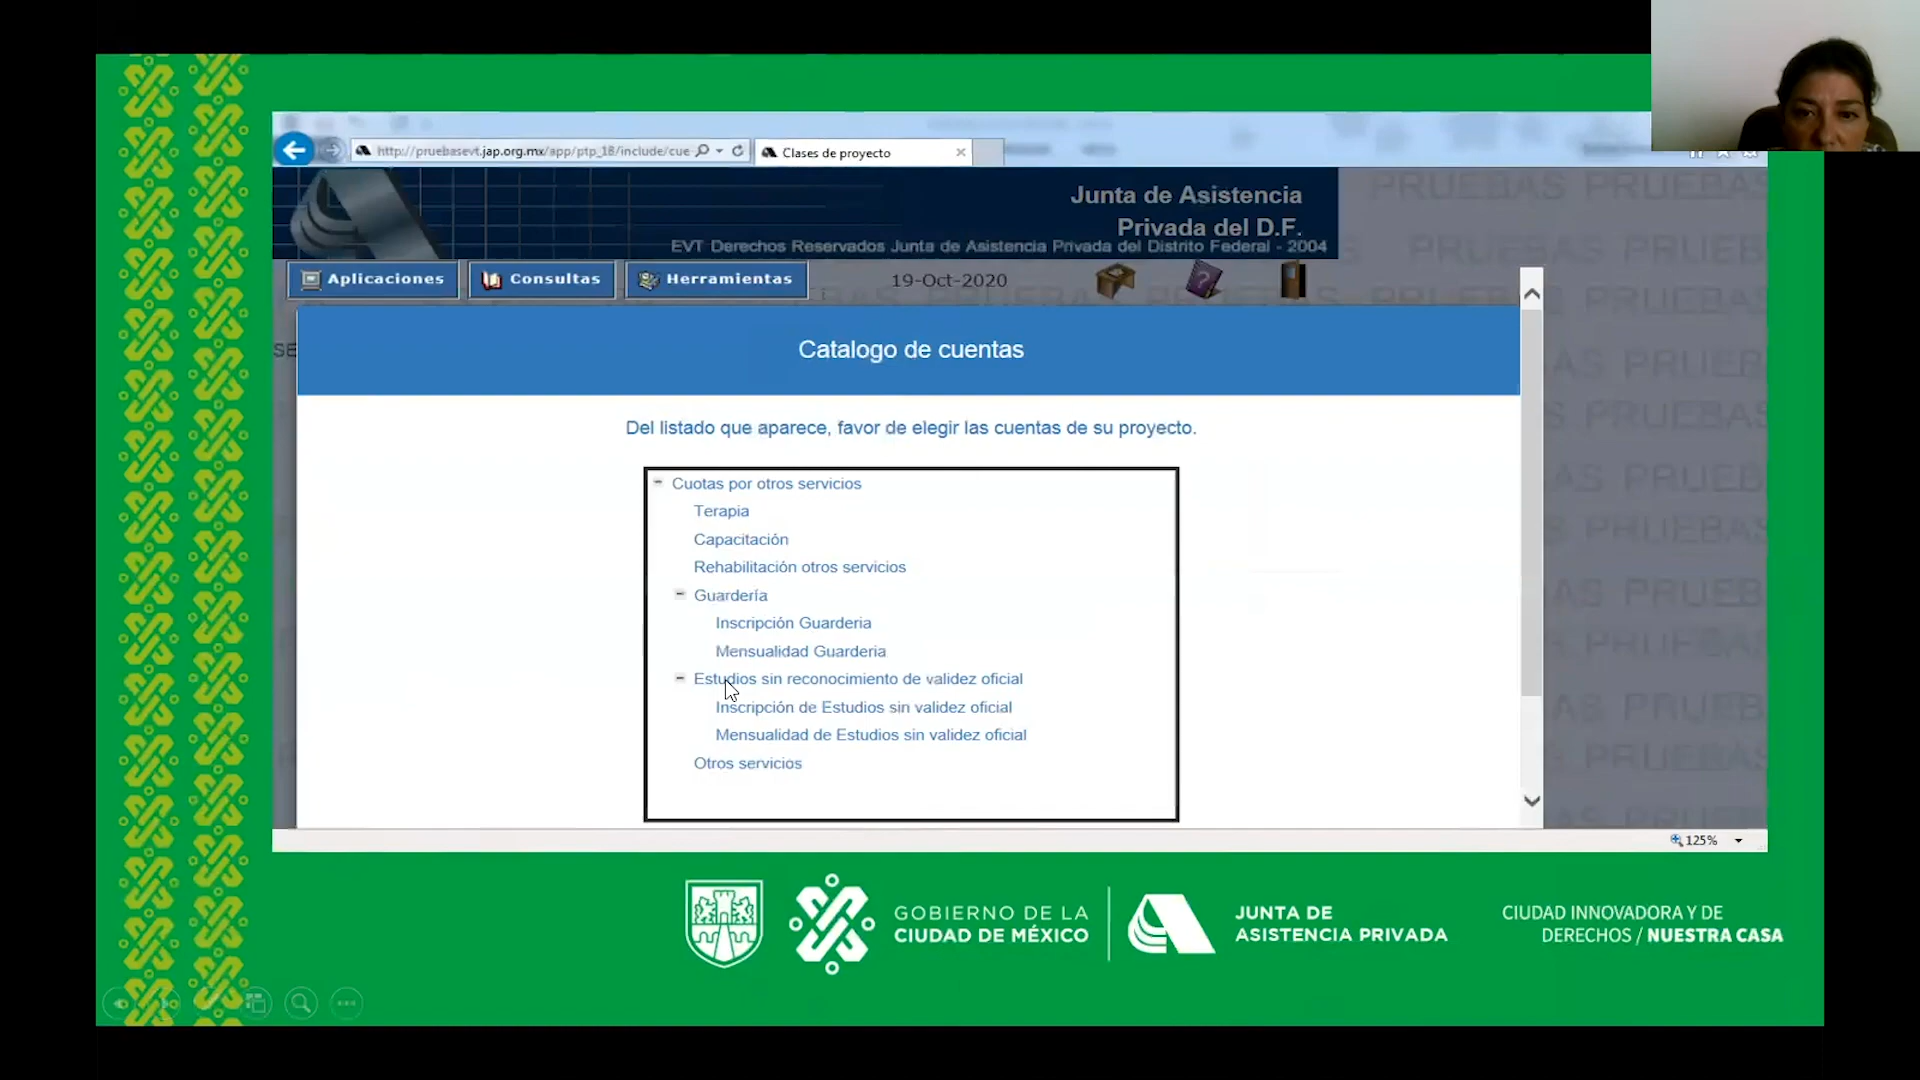 http://pruebasevt.jap.org.mx/app/ptp_18/include/cue
Clases de proyecto
Junta de Asistencia
Privada del D.F.
EVT Derechos Reservados Junta de Asistencia Privada del Distrito Federal - 2004
PRUEBAS PRUEBAS
Aplicaciones
Consultas
Herramientas
19-Oct-2020
SE
Catalogo de cuentas
Del listado que aparece, favor de elegir las cuentas de su proyecto.
Cuotas por otros servicios
Terapia
Capacitación
Rehabilitación otros servicios
Guardería
Inscripción Guarderia
Mensualidad Guarderia
Estudios sin reconocimiento de validez oficial
Inscripción de Estudios sin validez oficial
Mensualidad de Estudios sin validez oficial
Otros servicios
125%
GOBIERNO DE LA
CIUDAD DE MÉXICO
JUNTA DE
ASISTENCIA PRIVADA
CIUDAD INNOVADORA Y DE
DERECHOS / NUESTRA CASA